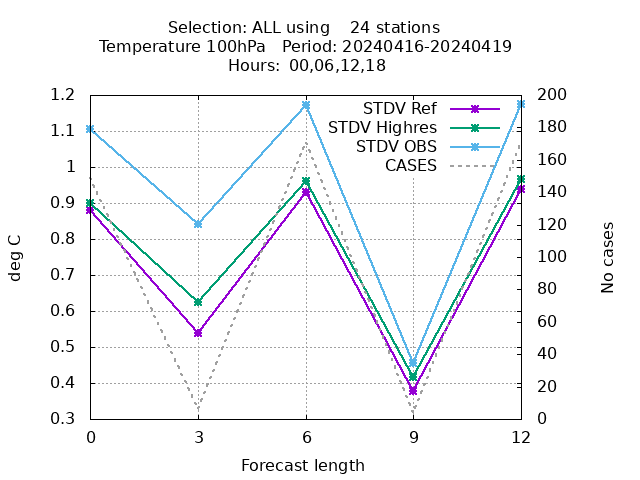 Selection: ALL using    24 stations
Temperature 100hPa   Period: 20240416-20240419
Hours: 00,06,12,18
STDV Ref
STDV Highres
STDV OBS
CASES
1.2
1.1
1
0.9
0.8
0.7
0.6
0.5
0.4
0.3
200
180
160
140
120
100
80
60
40
20
0
deg C
No cases
0 3 6 9 12
Forecast length